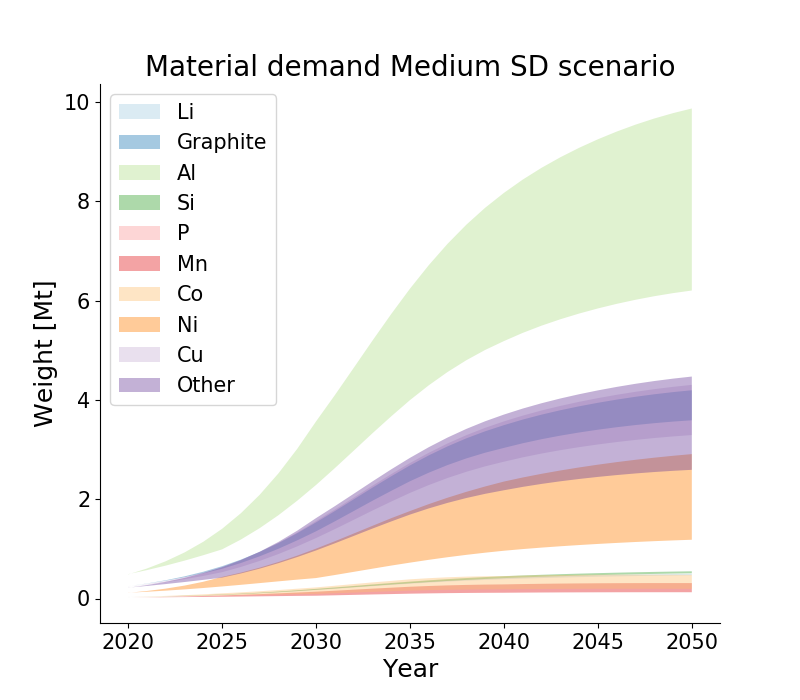 Material demand Medium SD scenario
10
8
6
4
2
0
Weight [Mt]
Li
Graphite
Al
Si
P
Mn
Co
Ni
Cu
Other
2020 2025 2030 2035 2040 2045 2050
Year